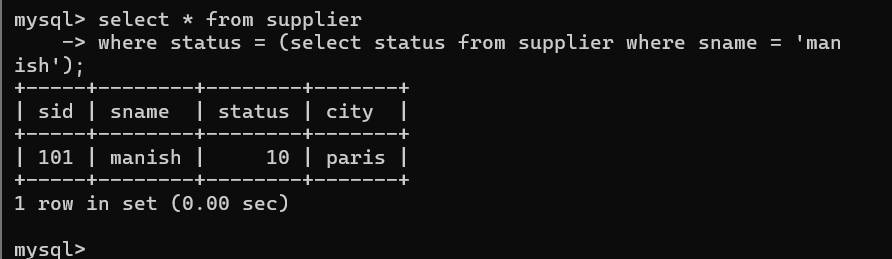 mysql> select * from supplier
    -> where status = (select status from supplier where sname = 'man
ish');
+-----+--------+--------+-------+
| sid | sname  | status | city  |
+-----+--------+--------+-------+
| 101 | manish |     10 | paris |
+-----+--------+--------+-------+
1 row in set (0.00 sec)
mysql>